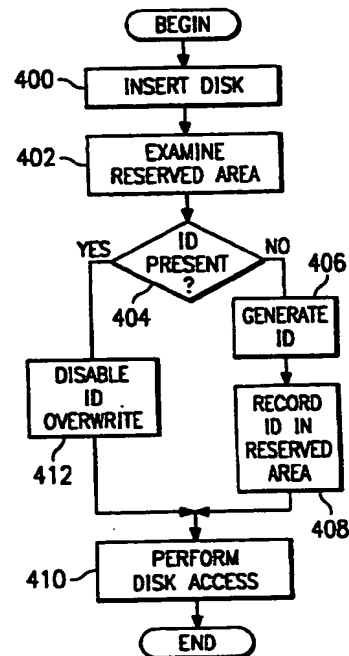 BEGIN
400
INSERT DISK
402
EXAMINE
RESERVED AREA
YES
ID
PRESENT
?
NO
404
406
GENERATE
ID
DISABLE
ID
OVERWRITE
412
RECORD
ID IN
RESERVED
AREA
408
410
PERFORM
DISK ACCESS
END